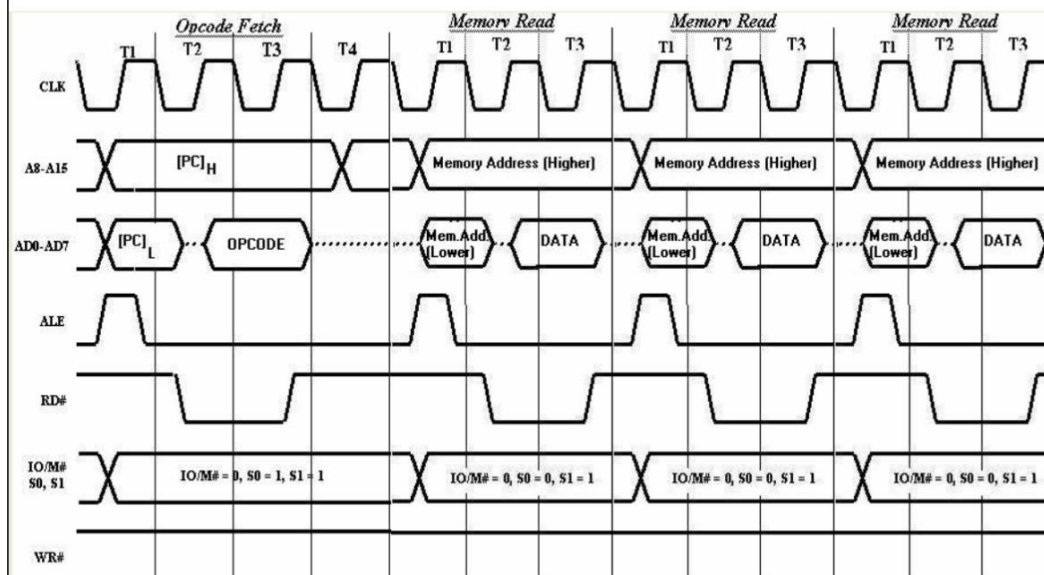 Opcode Fetch Memory Read Memory Read Memory Read
T1 T2 T3 T4 T1 T2 T3 T1 T2 T3 T1 T2 T3
CLK
A8-A15 [PC]H Memory Address (Higher) Memory Address (Higher) Memory Address (Higher)
AD0-AD7 [PC]L OPCODE Mem.Add. DATA Mem.Add. DATA Mem.Add. DATA
(Lower) (Lower) (Lower)
ALE
RD#
IO/M# IO/M# = 0, S0 = 1, S1 = 1 IO/M# = 0, S0 = 0, S1 = 1 IO/M# = 0, S0 = 0, S1 = 1 IO/M# = 0, S0 = 0, S1 = 1
S0, S1
WR#